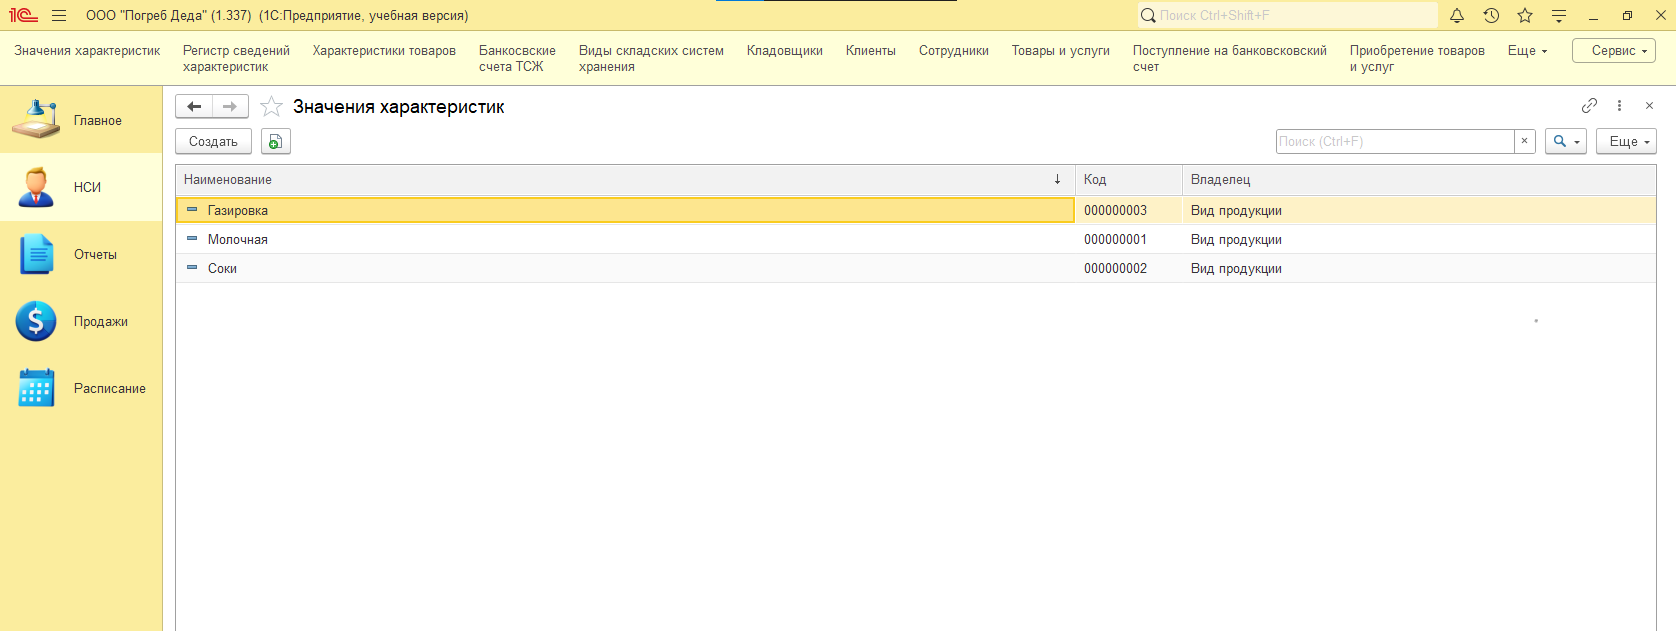 1С ООО "Погреб Деда" (1.337) (1С:Предприятие, учебная версия) Поиск Ctrl+Shift+F
Значения характеристик Регистр сведений характеристик Характеристики товаров Банкосвские счета ТСЖ Виды складских систем хранения Кладовщики Клиенты Сотрудники Товары и услуги Поступление на банковсковский счет Приобретение товаров и услуг Еще Сервис
Главное
НСИ
Отчеты
Продажи
Расписание
Значения характеристик
Создать Поиск (Ctrl+F) × Еще
Наименование ↓ Код Владелец
Газировка 000000003 Вид продукции
Молочная 000000001 Вид продукции
Соки 000000002 Вид продукции